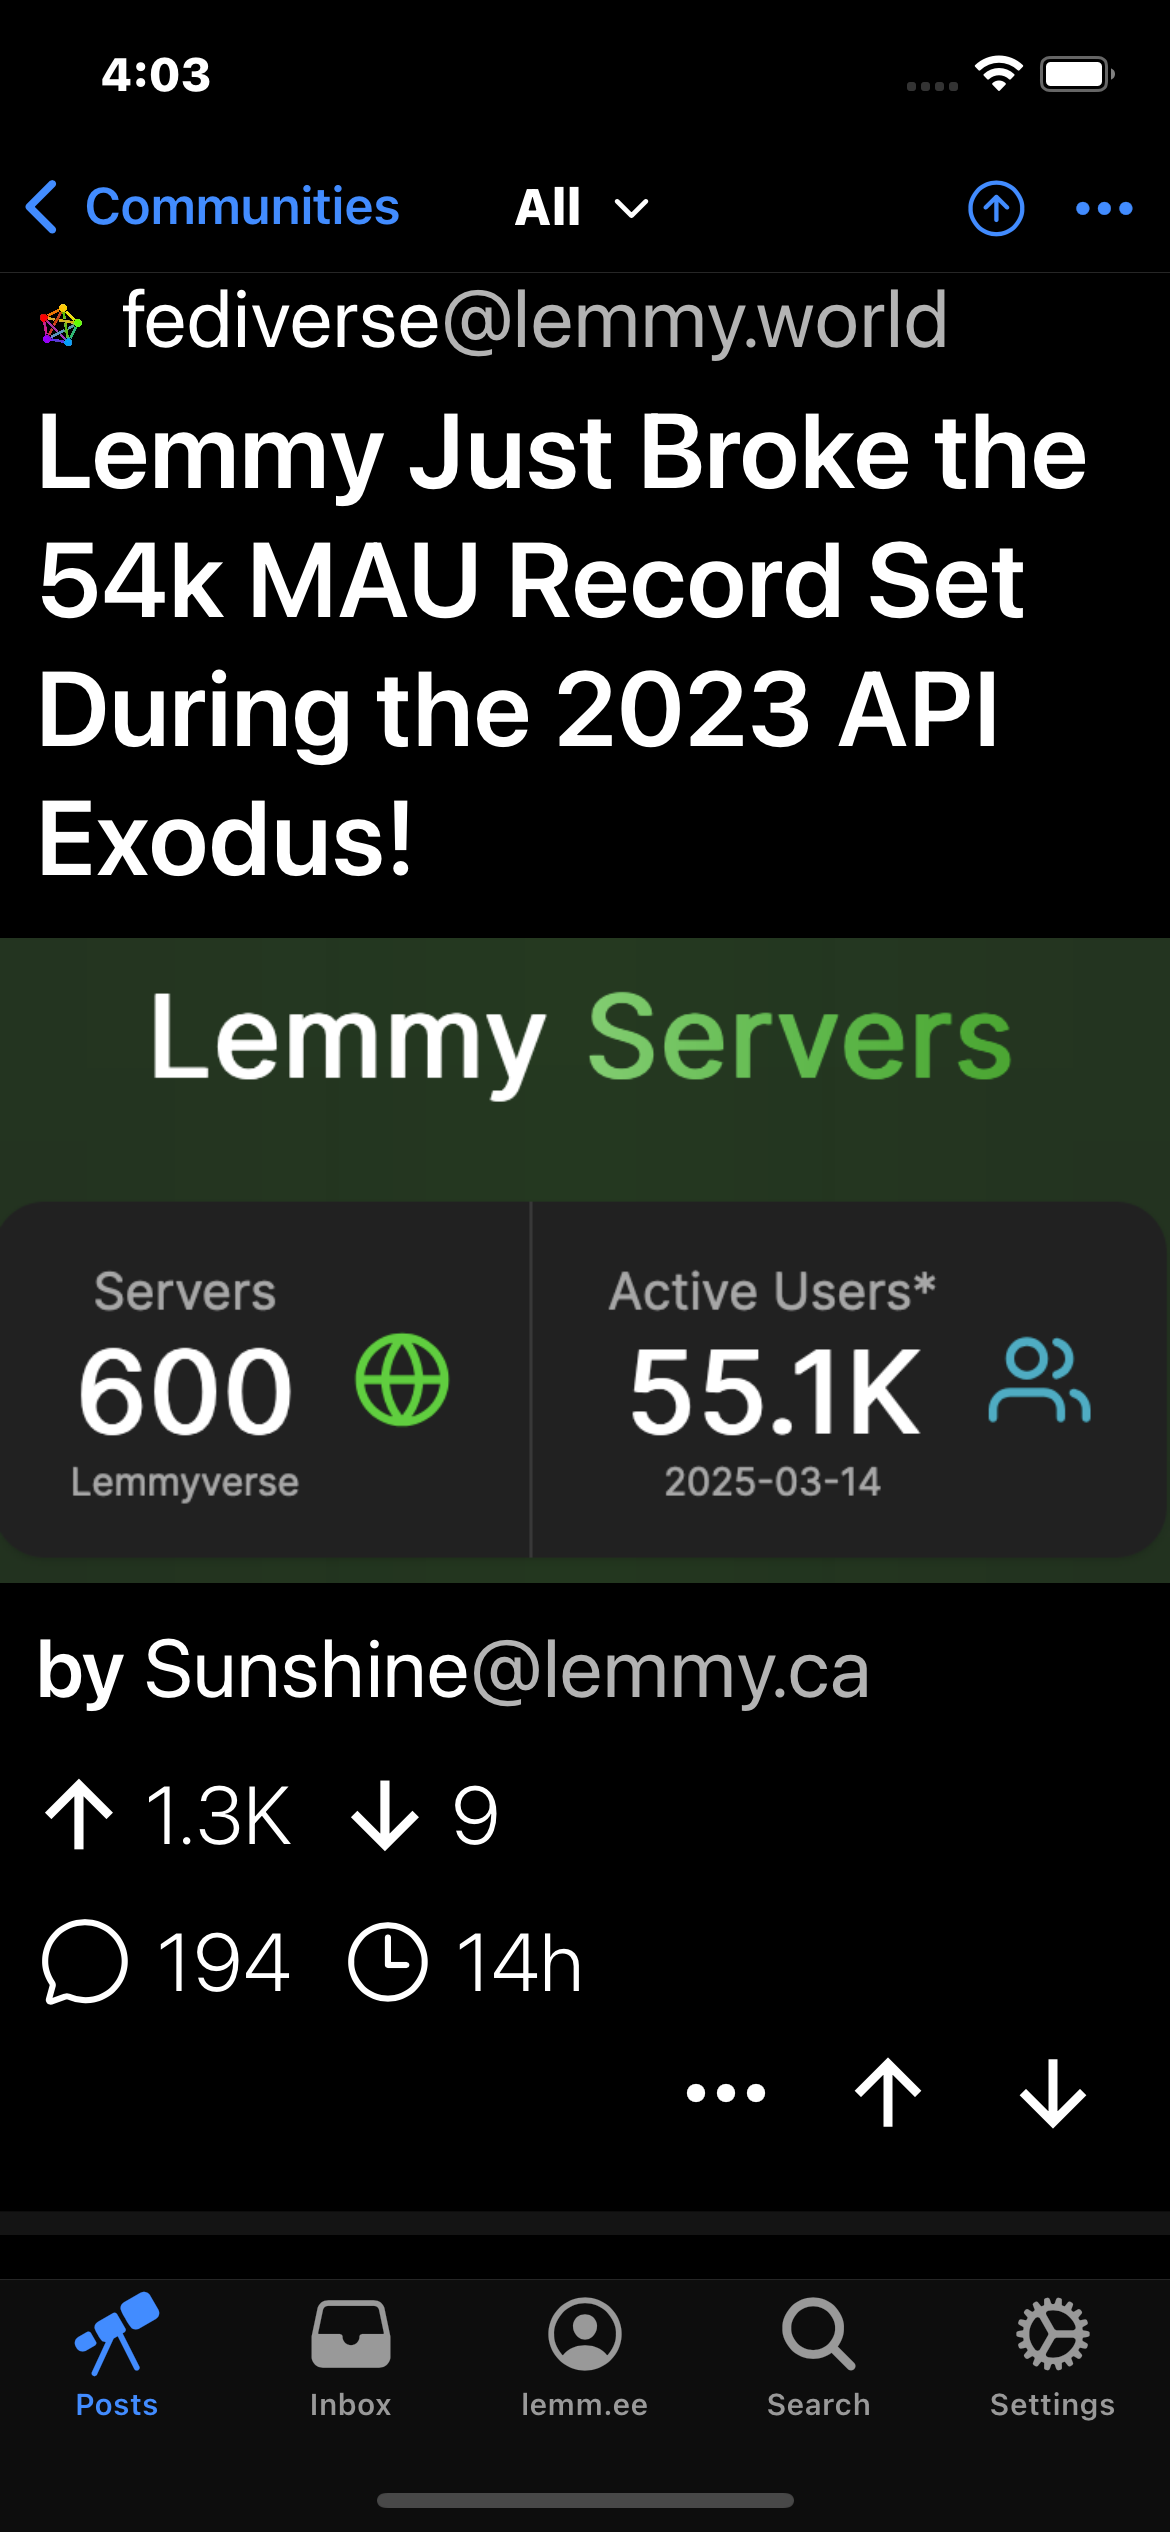 4:03
Communities All
fediverse@lemmy.world
Lemmy Just Broke the
54k MAU Record Set
During the 2023 API
Exodus!
Lemmy Servers
Servers
600
Lemmyverse
Active Users*
55.1K
2025-03-14
by Sunshine@lemmy.ca
1.3K 9
194 14h
Posts Inbox lemm.ee Search Settings